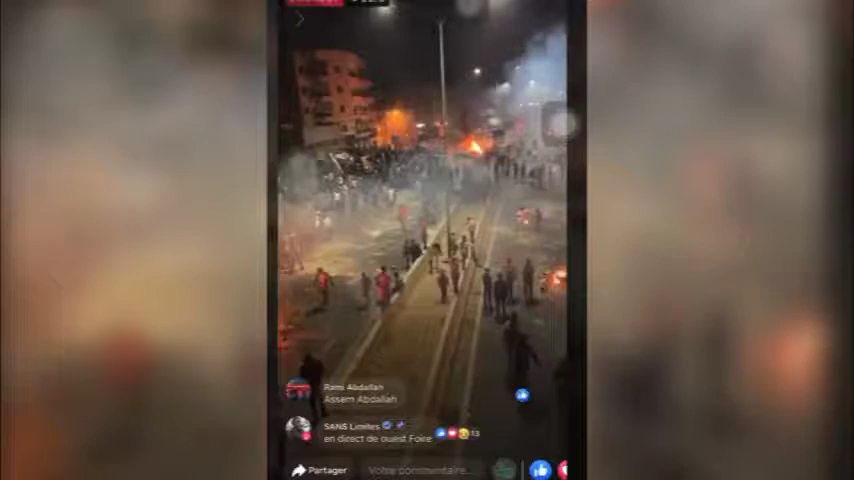 Rami Abdallah
Assem Abdallah
SANS Limites
en direct de ouest Foire
13
Partager
Votre commentaire...